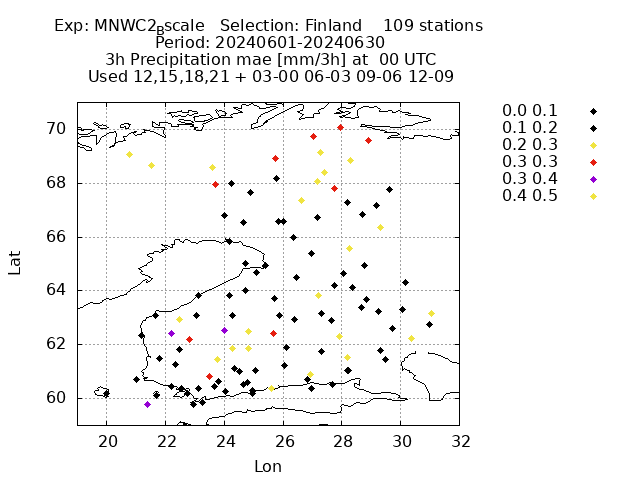 Exp: MNWC2_Bscale   Selection: Finland    109 stations
Period: 20240601-20240630
3h Precipitation mae [mm/3h] at  00 UTC
Used 12,15,18,21 + 03-00 06-03 09-06 12-09
0.0 0.1
0.1 0.2
0.2 0.3
0.3 0.3
0.3 0.4
0.4 0.5
70
68
66
64
62
60
Lat
20 22 24 26 28 30 32
Lon